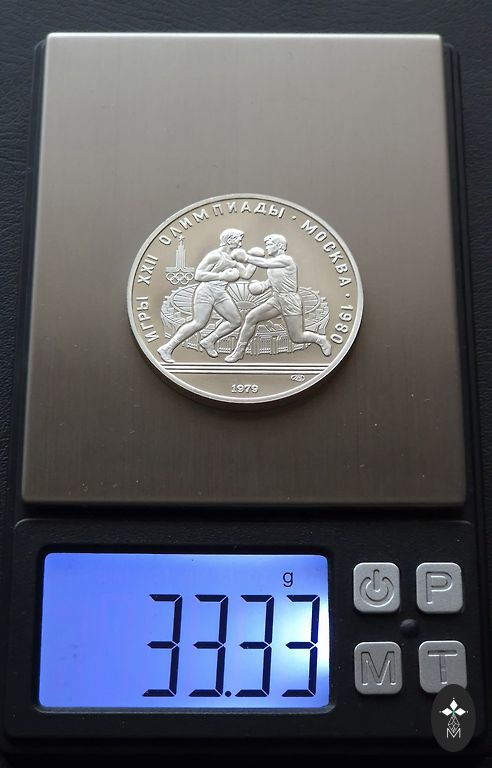 ИГРЫ XXII ОЛИМПИАДЫ • МОСКВА • 1980
1979
g
33.33
P
M T
M